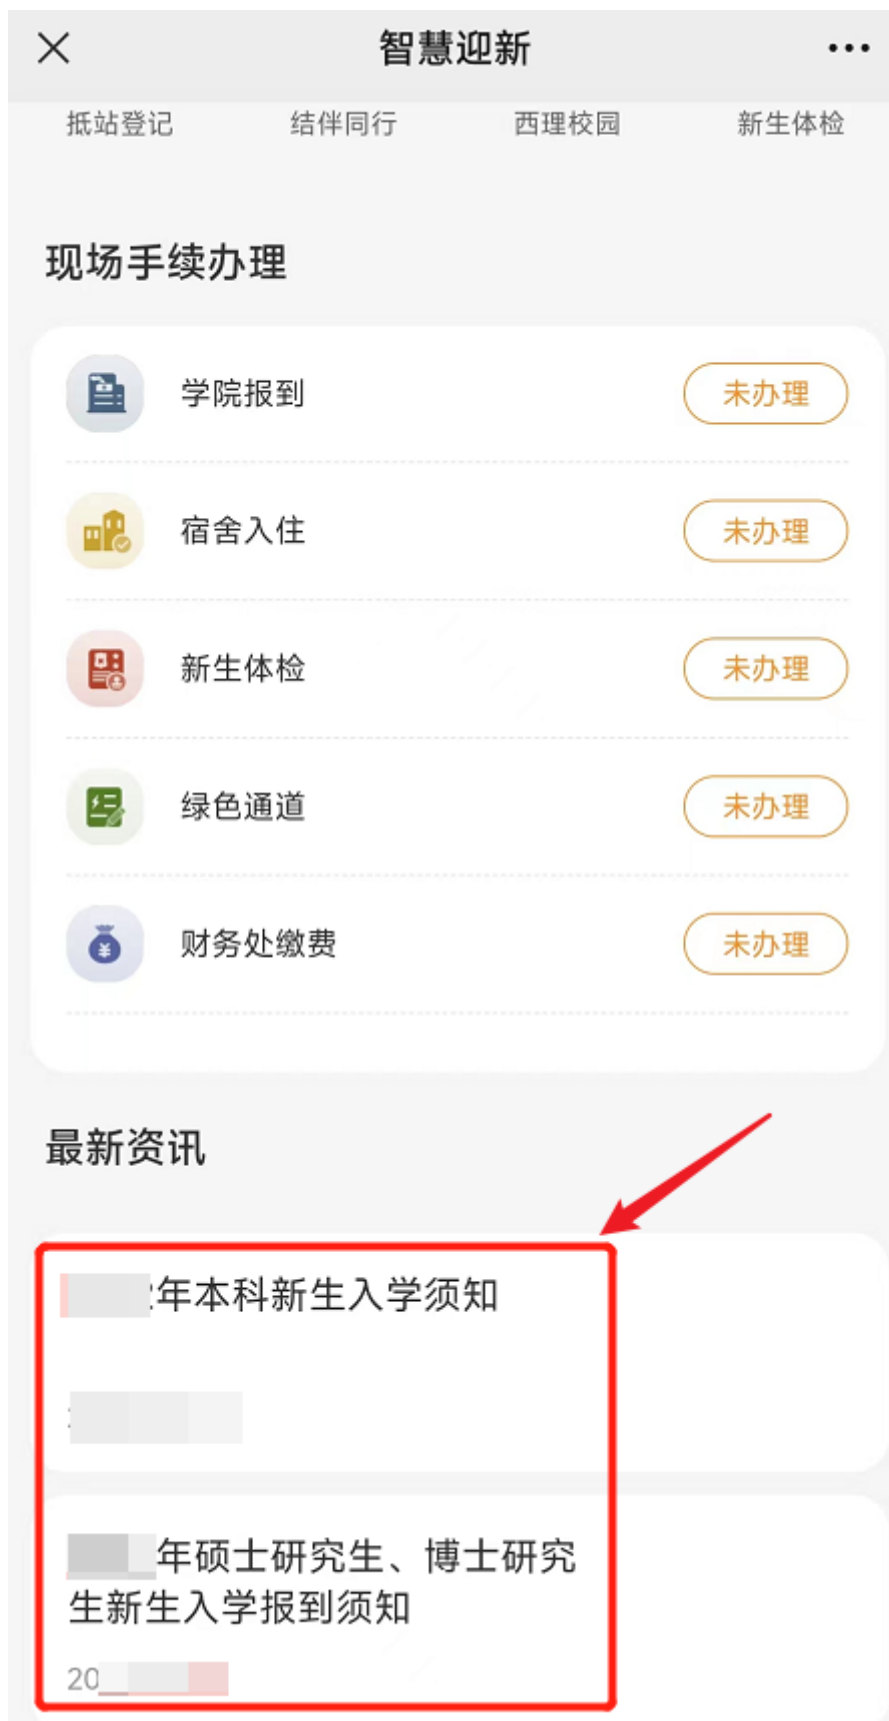 智慧迎新
抵站登记 结伴同行 西理校园 新生体检
现场手续办理
学院报到 未办理
宿舍入住 未办理
新生体检 未办理
绿色通道 未办理
财务处缴费 未办理
最新资讯
年本科新生入学须知
年硕士研究生、博士研究
生新生入学报到须知
20